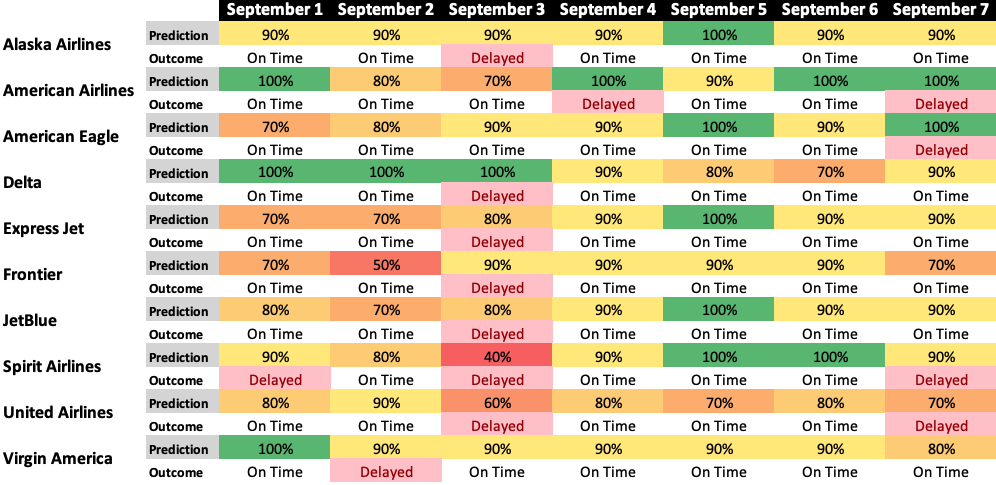 September 1 September 2 September 3 September 4 September 5 September 6 September 7
Alaska Airlines
Prediction 90% 90% 90% 90% 100% 90% 90%
Outcome On Time On Time Delayed On Time On Time On Time On Time
American Airlines
Prediction 100% 80% 70% 100% 90% 100% 100%
Outcome On Time On Time On Time Delayed On Time On Time Delayed
American Eagle
Prediction 70% 80% 90% 90% 100% 90% 100%
Outcome On Time On Time On Time On Time On Time On Time Delayed
Delta
Prediction 100% 100% 100% 90% 80% 70% 90%
Outcome On Time On Time Delayed On Time On Time On Time On Time
Express Jet
Prediction 70% 70% 80% 90% 100% 90% 90%
Outcome On Time On Time Delayed On Time On Time On Time On Time
Frontier
Prediction 70% 50% 90% 90% 90% 90% 70%
Outcome On Time On Time Delayed On Time On Time On Time On Time
JetBlue
Prediction 80% 70% 80% 90% 100% 90% 90%
Outcome On Time On Time Delayed On Time On Time On Time On Time
Spirit Airlines
Prediction 90% 80% 40% 90% 100% 100% 90%
Outcome Delayed On Time Delayed On Time On Time On Time Delayed
United Airlines
Prediction 80% 90% 60% 80% 70% 80% 70%
Outcome On Time On Time Delayed On Time On Time On Time Delayed
Virgin America
Prediction 100% 90% 90% 90% 90% 90% 80%
Outcome On Time Delayed On Time On Time On Time On Time On Time